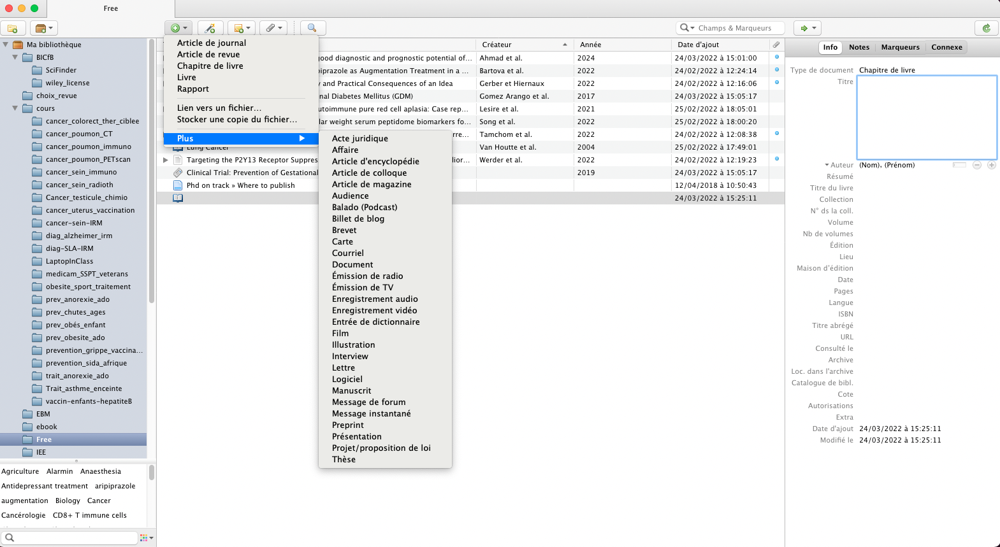 Free
Champs & Marqueurs
Ma bibliothèque
BICfB
SciFinder
wiley_license
choix_revue
cours
cancer_colorect_ther_ciblee
cancer_poumon_CT
cancer_poumon_immuno
cancer_poumon_PETscan
cancer_sein_immuno
cancer_sein_radioth
Cancer_testicule_chimio
cancer_uterus_vaccination
cancer-sein-IRM
diag_alzheimer_irm
diag-SLA-IRM
LaptopInClass
medicam_SSPT_veterans
obesite_sport_traitement
prev_anorexie_ado
prev_chutes_ages
prev_obés_enfant
prev_obesite_ado
prevention_grippe_vaccina...
prevention_sida_afrique
trait_anorexie_ado
Trait_asthme_enceinte
vaccin-enfants-hepatiteB
EBM
ebook
Free
IEE
Agriculture Alarmin Anaesthesia
Antidepressant treatment aripiprazole
augmentation Biology Cancer
Cancérologie CD8+ T immune cells
Article de journal
Article de revue
Chapitre de livre
Livre
Rapport
Lien vers un fichier...
Stocker une copie du fichier...
Plus
Acte juridique
Affaire
Article d'encyclopédie
Article de colloque
Article de magazine
Audience
Balado (Podcast)
Billet de blog
Brevet
Carte
Courriel
Document
Émission de radio
Émission de TV
Enregistrement audio
Enregistrement vidéo
Entrée de dictionnaire
Film
Illustration
Interview
Lettre
Logiciel
Manuscrit
Message de forum
Message instantané
Preprint
Présentation
Projet/proposition de loi
Thèse
Créateur Année Date d'ajout
good diagnostic and prognostic potential of... Ahmad et al. 2024 24/03/2022 à 15:01:00
piprazole as Augmentation Treatment in a ... Bartova et al. 2022 24/02/2022 à 12:24:14
y and Practical Consequences of an Idea Gerber et Hiernaux 2022 24/02/2022 à 12:16:06
nal Diabetes Mellitus (GDM) Gomez Arango et al. 2017 24/03/2022 à 15:05:17
utoimmune pure red cell aplasia: Case rep... Lesire et al. 2021 25/02/2022 à 18:05:01
lar weight serum peptidome biomarkers fo... Song et al. 2022 25/02/2022 à 18:00:20
rre... Tamchom et al. 2022 24/02/2022 à 12:08:38
Lung Cancer Van Houtte et al. 2004 25/02/2022 à 17:49:01
Targeting the P2Y13 Receptor Suppres lior... Werder et al. 2022 24/02/2022 à 12:19:23
Clinical Trial: Prevention of Gestational 2019 24/03/2022 à 15:05:17
Phd on track » Where to publish 12/04/2018 à 10:50:43
24/03/2022 à 15:25:11
Info Notes Marqueurs Connexe
Type de document Chapitre de livre
Titre
Auteur (Nom), (Prénom)
Résumé
Titre du livre
Collection
N° ds la coll.
Volume
Nb de volumes
Édition
Lieu
Maison d'édition
Date
Pages
Langue
ISBN
Titre abrégé
URL
Consulté le
Archive
Loc. dans l'archive
Catalogue de bibl.
Cote
Autorisations
Extra
Date d'ajout 24/03/2022 à 15:25:11
Modifié le 24/03/2022 à 15:25:11